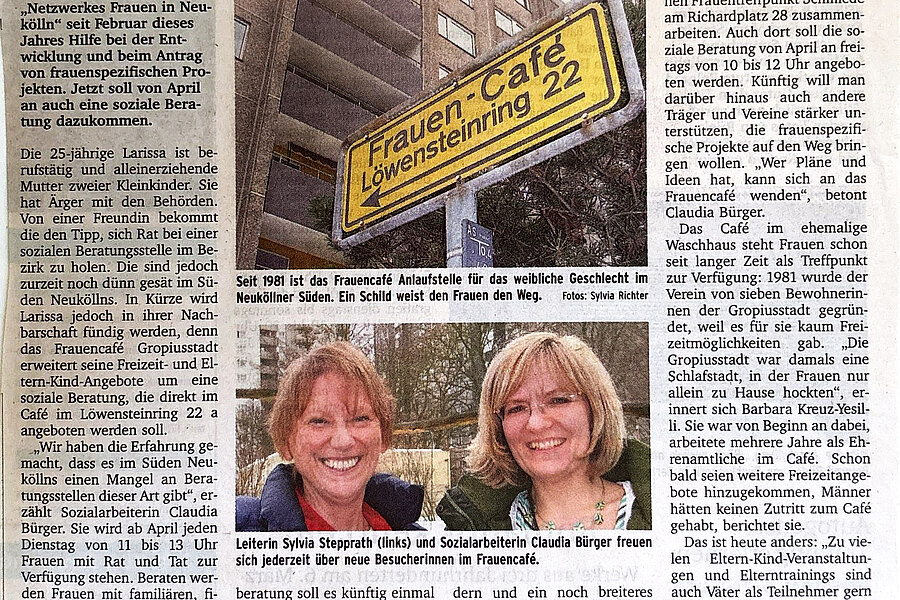 „Netzwerkes Frauen in Neu-
kölln“ seit Februar dieses
Jahres Hilfe bei der Ent-
wicklung und beim Antrag
von frauenspezifischen Pro-
jekten. Jetzt soll von April
an auch eine soziale Bera-
tung dazukommen.
Die 25-jährige Larissa ist be-
rufstätig und alleinerziehende
Mutter zweier Kleinkinder. Sie
hat Ärger mit den Behörden.
Von einer Freundin bekommt
die den Tipp, sich Rat bei einer
sozialen Beratungsstelle im Be-
zirk zu holen. Die sind jedoch
zurzeit noch dünn gesät im Sü-
den Neuköllns. In Kürze wird
Larissa jedoch in ihrer Nach-
barschaft fündig werden, denn
das Frauencafé Gropiusstadt
erweitert seine Freizeit- und El-
tern-Kind-Angebote um eine
soziale Beratung, die direkt im
Café im Löwensteinring 22 a
angeboten werden soll.
„Wir haben die Erfahrung ge-
macht, dass es im Süden Neu-
köllns einen Mangel an Bera-
tungsstellen dieser Art gibt“, er-
zählt Sozialarbeiterin Claudia
Bürger. Sie wird ab April jeden
Dienstag von 11 bis 13 Uhr
Frauen mit Rat und Tat zur
Verfügung stehen. Beraten wer-
den Frauen mit familiären, fi-
Frauen-Café
Löwensteinring 22
Seit 1981 ist das Frauencafé Anlaufstelle für das weibliche Geschlecht im
Neuköllner Süden. Ein Schild weist den Frauen den Weg. Fotos: Sylvia Richter
Leiterin Sylvia Stepprath (links) und Sozialarbeiterin Claudia Bürger freuen
sich jederzeit über neue Besucherinnen im Frauencafé.
beratung soll es künftig einmal
dern und ein noch breiteres
nen Frauentreffpunkt Schmiede
am Richardplatz 28 zusammen-
arbeiten. Auch dort soll die so-
ziale Beratung von April an frei-
tags von 10 bis 12 Uhr angebo-
ten werden. Künftig will man
darüber hinaus auch andere
Träger und Vereine stärker un-
terstützen, die frauenspezifi-
sche Projekte auf den Weg brin-
gen wollen. „Wer Pläne und
Ideen hat, kann sich an das
Frauencafé wenden“, betont
Claudia Bürger.
Das Café im ehemalige
Waschhaus steht Frauen schon
seit langer Zeit als Treffpunkt
zur Verfügung: 1981 wurde der
Verein von sieben Bewohnerin-
nen der Gropiusstadt gegrün-
det, weil es für sie kaum Frei-
zeitmöglichkeiten gab. „Die
Gropiusstadt war damals eine
Schlafstadt, in der Frauen nur
allein zu Hause hockten“, er-
innert sich Barbara Kreuz-Yesil-
li. Sie war von Beginn an dabei,
arbeitete mehrere Jahre als Eh-
renamtliche im Café. Schon
bald seien weitere Freizeitange-
bote hinzugekommen, Männer
hätten keinen Zutritt zum Café
gehabt, berichtet sie.
Das ist heute anders: „Zu vie-
len Eltern-Kind-Veranstaltun-
gen und Elterntrainings sind
auch Väter als Teilnehmer gern